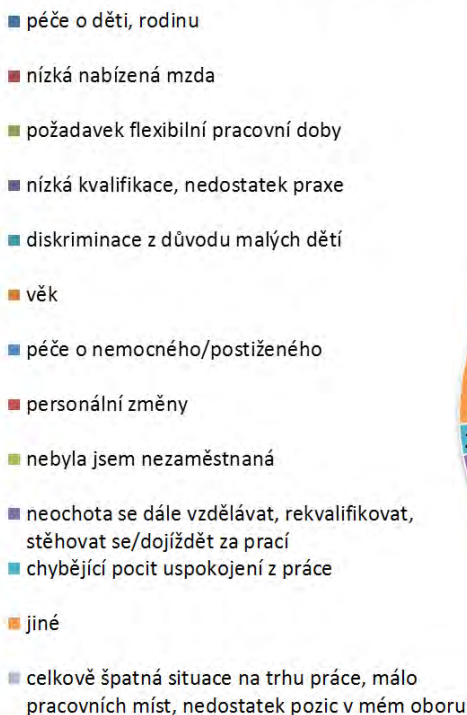 péče o děti, rodinu
nízká nabízená mzda
požadavek flexibilní pracovní doby
nízká kvalifikace, nedostatek praxe
diskriminace z důvodu malých dětí
věk
péče o nemocného/postiženého
personální změny
nebyla jsem nezaměstnaná
neochota se dále vzdělávat, rekvalifikovat,
stěhovat se/dojíždět za prací
chybějící pocit uspokojení z práce
jiné
celkově špatná situace na trhu práce, málo
pracovních míst, nedostatek pozic v mém oboru